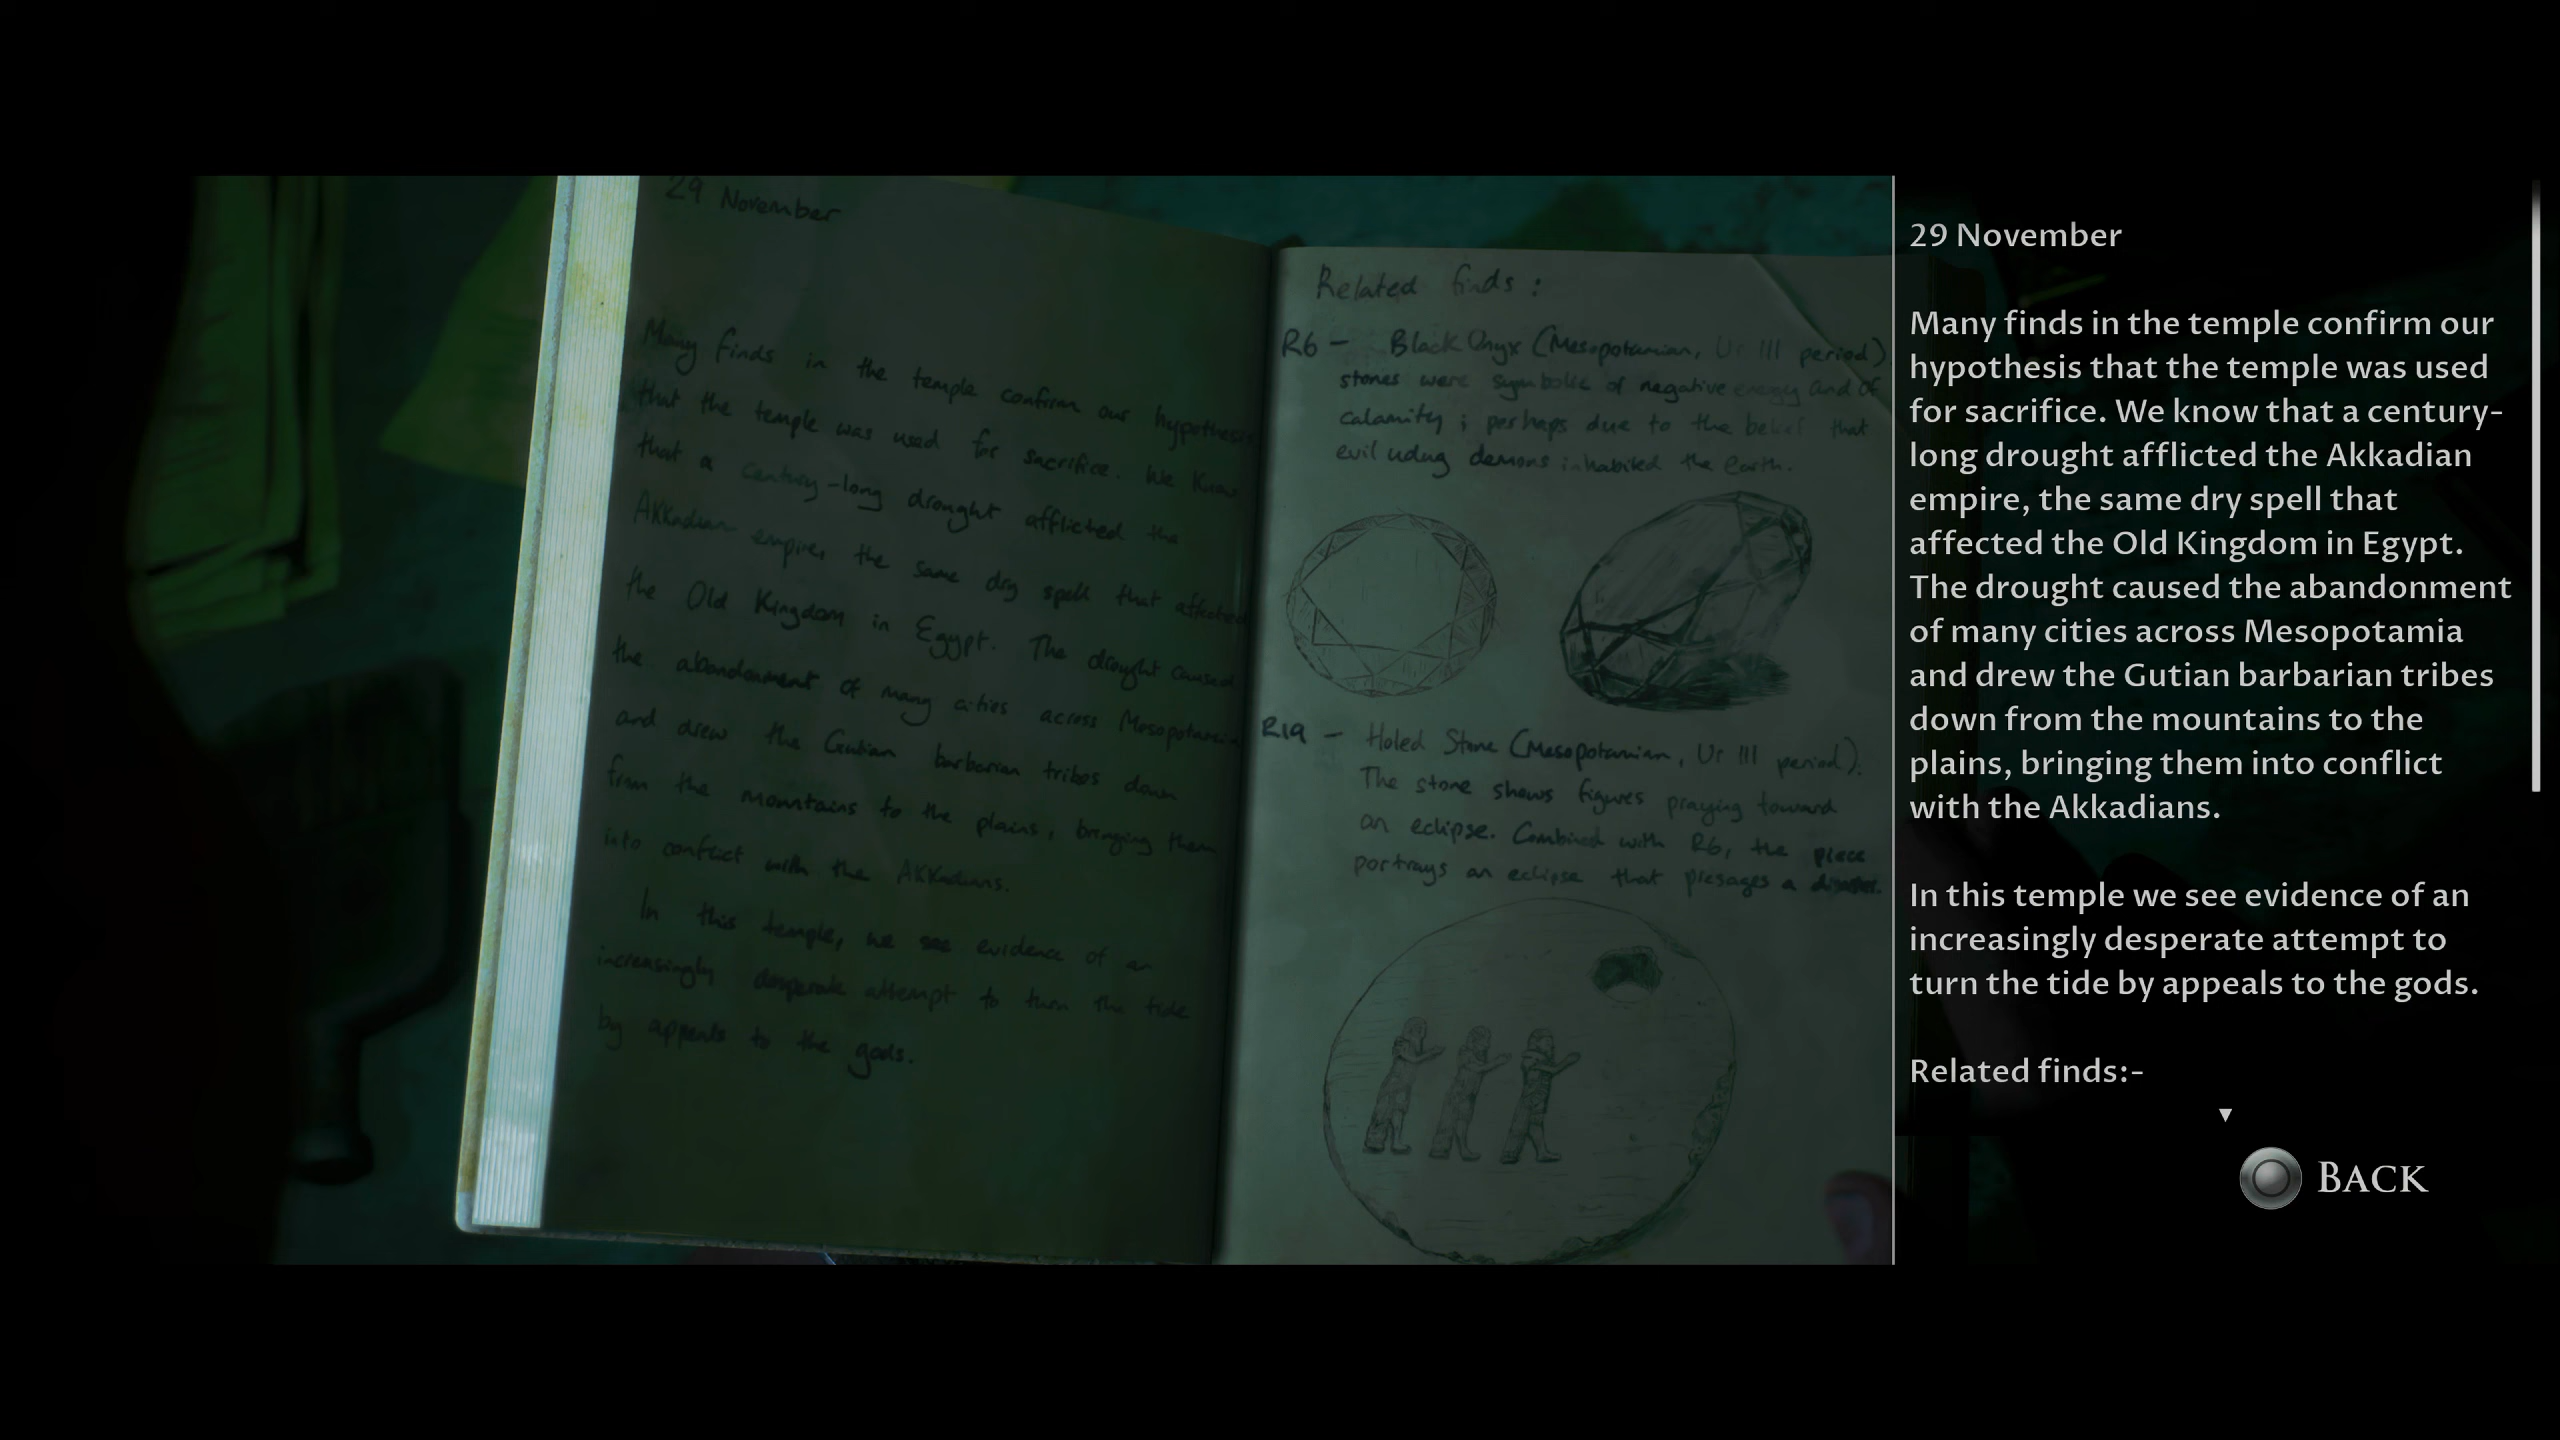 29 November
Many finds in the temple confirm our hypothesis
that the temple was used for sacrifice. We know
that a century-long drought afflicted the
Akkadian empire, the same dry spell that affected
the Old Kingdom in Egypt. The drought caused
the abandonment of many cities across Mesopotamia
and drew the Gutian barbarian tribes down
from the mountains to the plains, bringing them
into conflict with the Akkadians.
In this temple, we see evidence of an
increasingly desperate attempt to turn the tide
by appeals to the gods.
Related finds:
R6 - Black Onyx (Mesopotamian, Ur III period)
stones were symbolic of negative energy and of
calamity; perhaps due to the belief that
evil udug demons inhabited the earth.
R19 - Holed Stone (Mesopotamian, Ur III period).
The stone shows figures praying toward
an eclipse. Combined with R6, the piece
portrays an eclipse that presages a disaster.
29 November
Many finds in the temple confirm our
hypothesis that the temple was used
for sacrifice. We know that a century-
long drought afflicted the Akkadian
empire, the same dry spell that
affected the Old Kingdom in Egypt.
The drought caused the abandonment
of many cities across Mesopotamia
and drew the Gutian barbarian tribes
down from the mountains to the
plains, bringing them into conflict
with the Akkadians.
In this temple we see evidence of an
increasingly desperate attempt to
turn the tide by appeals to the gods.
Related finds:-
BACK